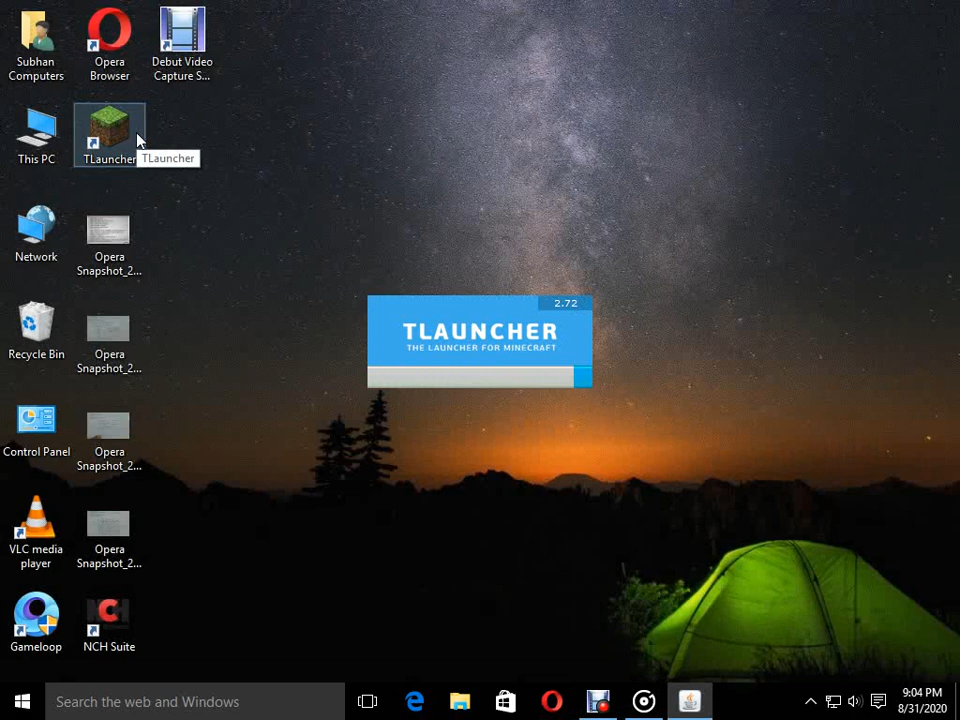 Subhan
Computers
Opera
Browser
Debut Video
Capture S...
This PC
TLauncher
TLauncher
Network
Opera
Snapshot_2...
Recycle Bin
Opera
Snapshot_2...
2.72
TLAUNCHER
THE LAUNCHER FOR MINECRAFT
Control Panel
Opera
Snapshot_2...
VLC media
player
Opera
Snapshot_2...
Gameloop
NCH
NCH Suite
Search the web and Windows
9:04 PM
8/31/2020